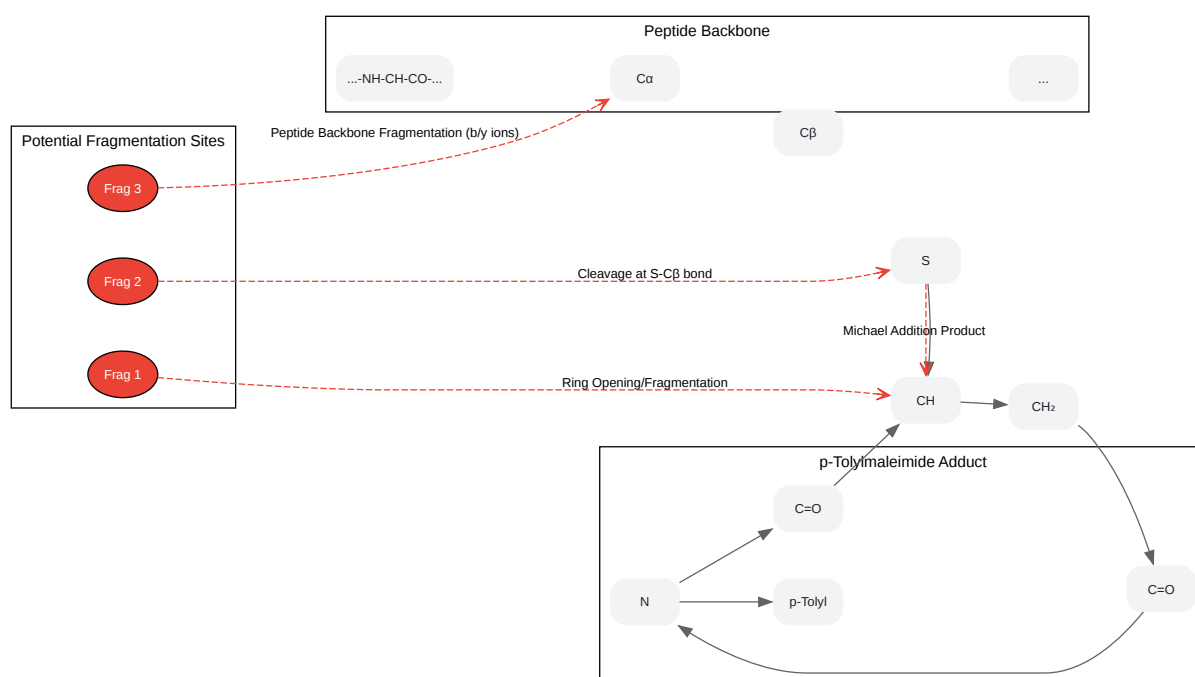 Peptide Backbone
...-NH-CH-CO-...
Cα
...
Peptide Backbone Fragmentation (b/y ions)
Cβ
Potential Fragmentation Sites
Frag 3
S
Frag 2
Cleavage at S-Cβ bond
Michael Addition Product
Frag 1
Ring Opening/Fragmentation
CH
CH₂
p-Tolylmaleimide Adduct
C=O
C=O
N
p-Tolyl